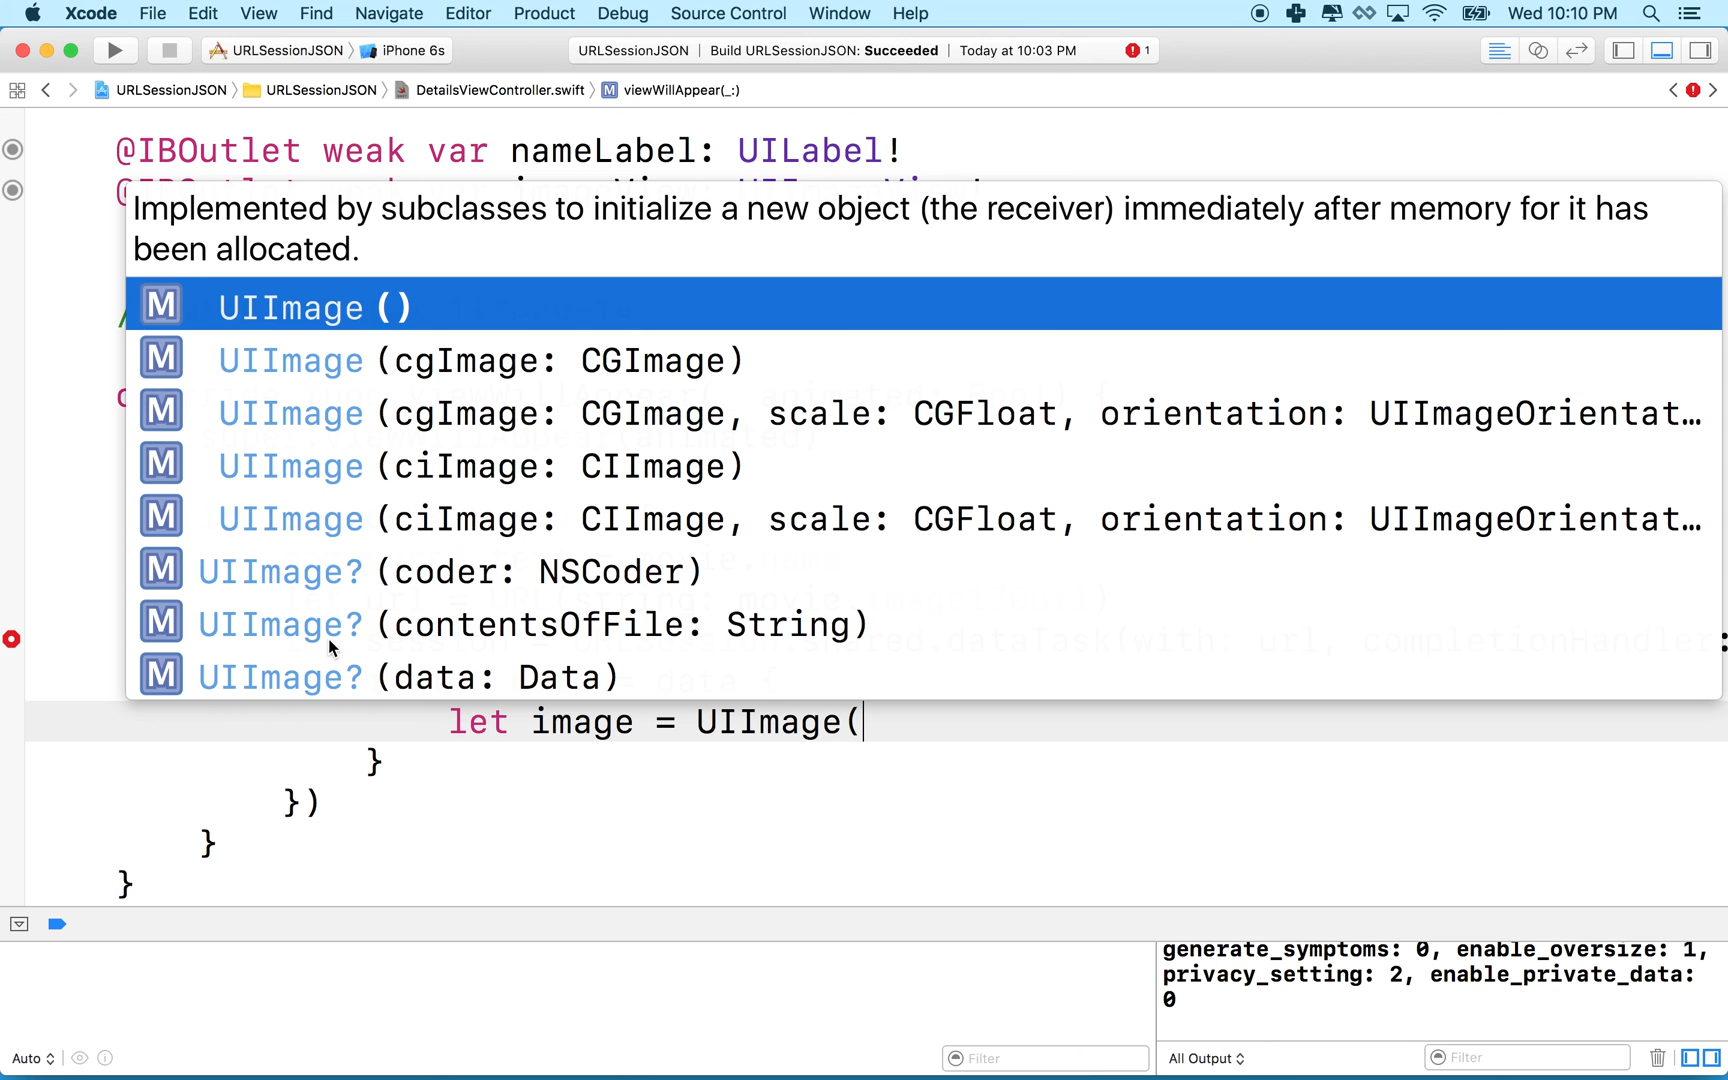 Xcode File Edit View Find Navigate Editor Product Debug Source Control Window Help Wed 10:10 PM
URLSessionJSON iPhone 6s URLSessionJSON Build URLSessionJSON: Succeeded Today at 10:03 PM 1
URLSessionJSON URLSessionJSON DetailsViewController.swift M viewWillAppear(_:)
@IBOutlet weak var nameLabel: UILabel!
Implemented by subclasses to initialize a new object (the receiver) immediately after memory for it has
been allocated.
M UIImage ()
M UIImage (cgImage: CGImage)
M UIImage (cgImage: CGImage, scale: CGFloat, orientation: UIImageOrientat…
M UIImage (ciImage: CIImage)
M UIImage (ciImage: CIImage, scale: CGFloat, orientation: UIImageOrientat…
M UIImage? (coder: NSCoder)
M UIImage? (contentsOfFile: String)
M UIImage? (data: Data)
let image = UIImage(
}
})
}
}
generate_symptoms: 0, enable_oversize: 1,
privacy_setting: 2, enable_private_data:
0
Auto Filter All Output Filter